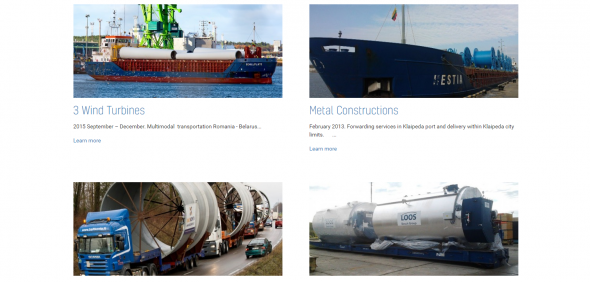 3 Wind Turbines
2015 September – December. Multimodal transportation Romania - Belarus...
Learn more
VESTIA
Metal Constructions
February 2013. Forwarding services in Klaipeda port and delivery within Klaipeda city
limits. ...
Learn more
LOOS